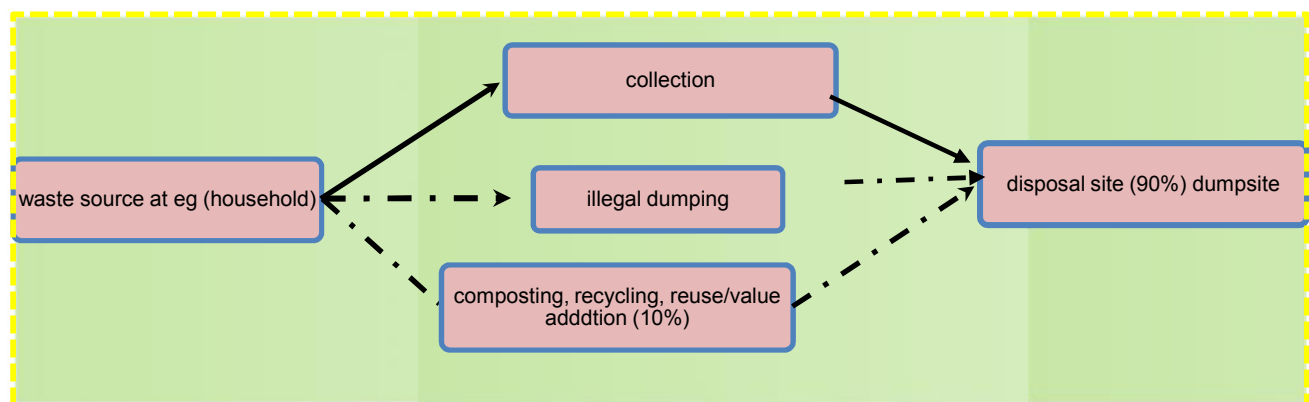 collection
waste source at eg (household)
illegal dumping
disposal site (90%) dumpsite
composting, recycling, reuse/value
adddtion (10%)